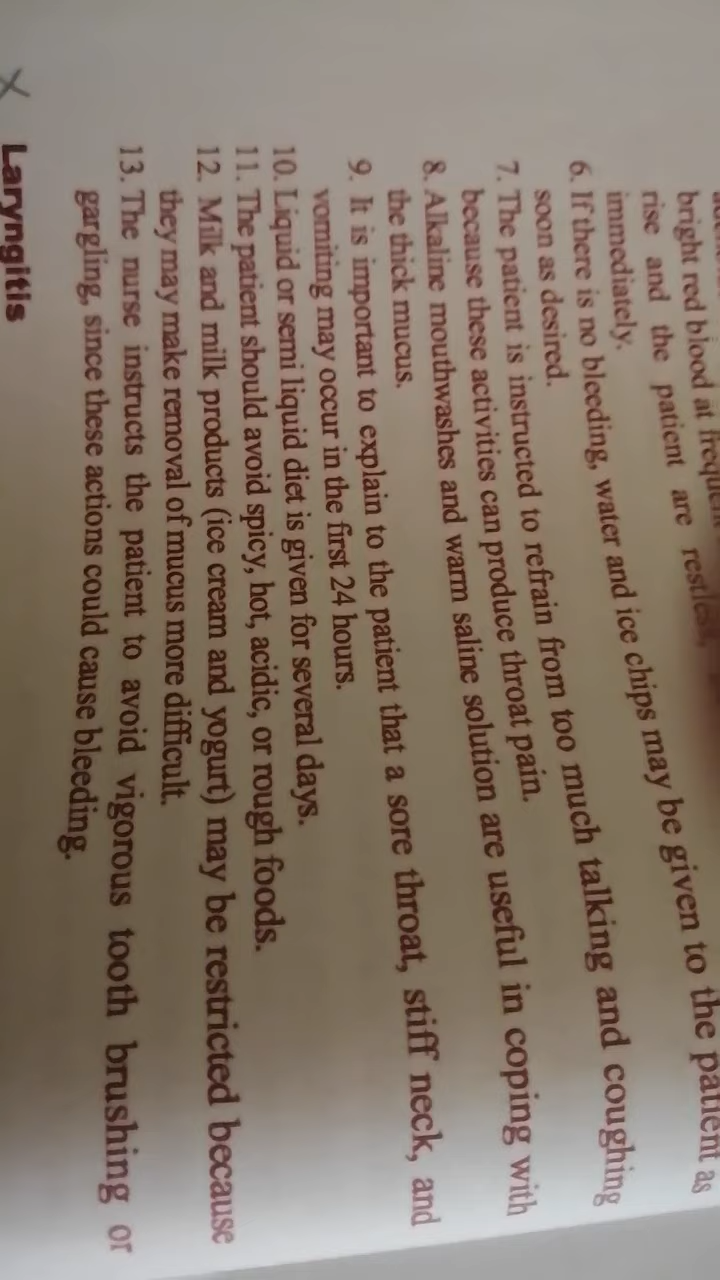 bright red blood at
rise and the patient are restless,
immediately.
6. If there is no bleeding, water and ice chips may be given to the patient as
soon as desired.
7. The patient is instructed to refrain from too much talking and coughing
because these activities can produce throat pain.
8. Alkaline mouthwashes and warm saline solution are useful in coping with
the thick mucus.
9. It is important to explain to the patient that a sore throat, stiff neck, and
vomiting may occur in the first 24 hours.
10. Liquid or semi liquid diet is given for several days.
11. The patient should avoid spicy, hot, acidic, or rough foods.
12. Milk and milk products (ice cream and yogurt) may be restricted because
they may make removal of mucus more difficult.
13. The nurse instructs the patient to avoid vigorous tooth brushing or
gargling, since these actions could cause bleeding.
Laryngitis